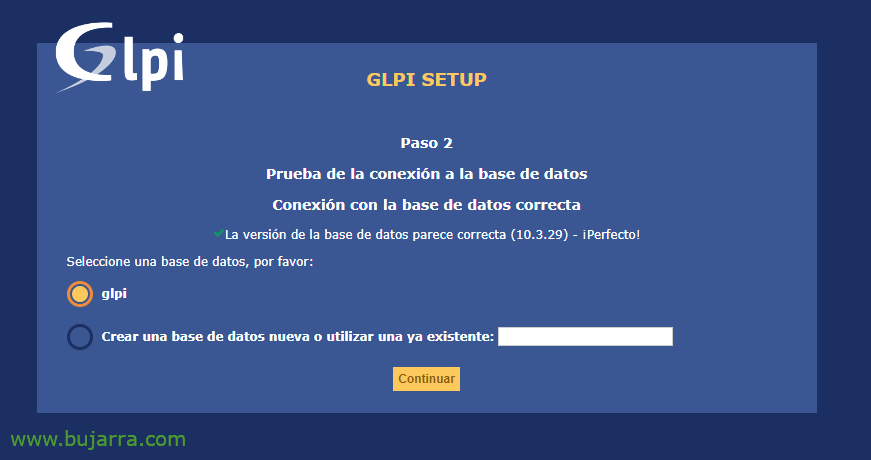 Glpi
GLPI SETUP
Paso 2
Prueba de la conexión a la base de datos
Conexión con la base de datos correcta
La versión de la base de datos parece correcta (10.3.29) - ¡Perfecto!
Seleccione una base de datos, por favor:
glpi
Crear una base de datos nueva o utilizar una ya existente:
Continuar
www.bujarra.com